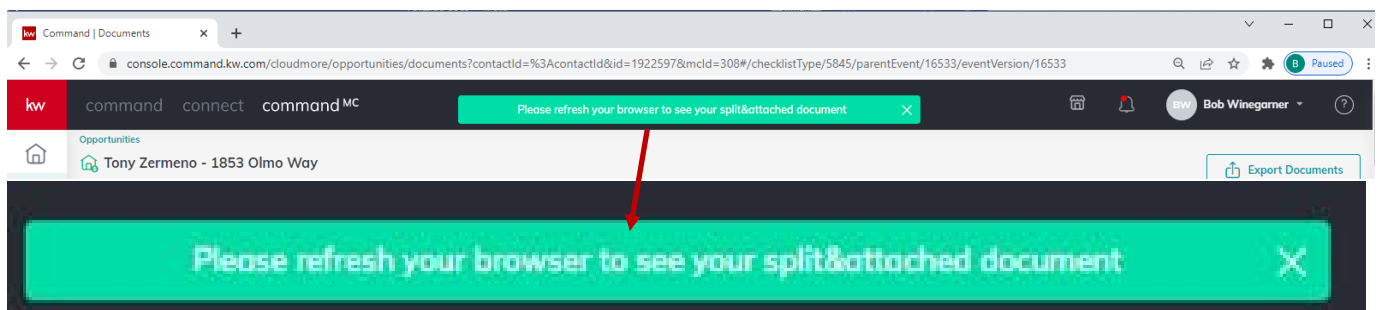 kw Command | Documents × +
console.command.kw.com/cloudmore/opportunities/documents?contactId=%3AcontactId&id=1922597&mcId=308#/checklistType/5845/parentEvent/16533/eventVersion/16533 B Paused
kw command connect command MC Please refresh your browser to see your split&attached document BW Bob Winegarner ?
Opportunities
Tony Zermeno - 1853 Olmo Way Export Documents
Please refresh your browser to see your split&attached document